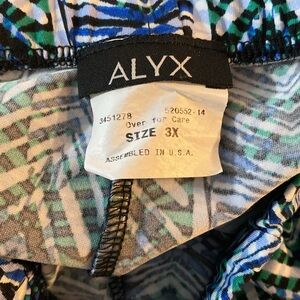 ALYX
3451278 520552-14
Over for Care
SIZE 3X
ASSEMBLED IN U.S.A.